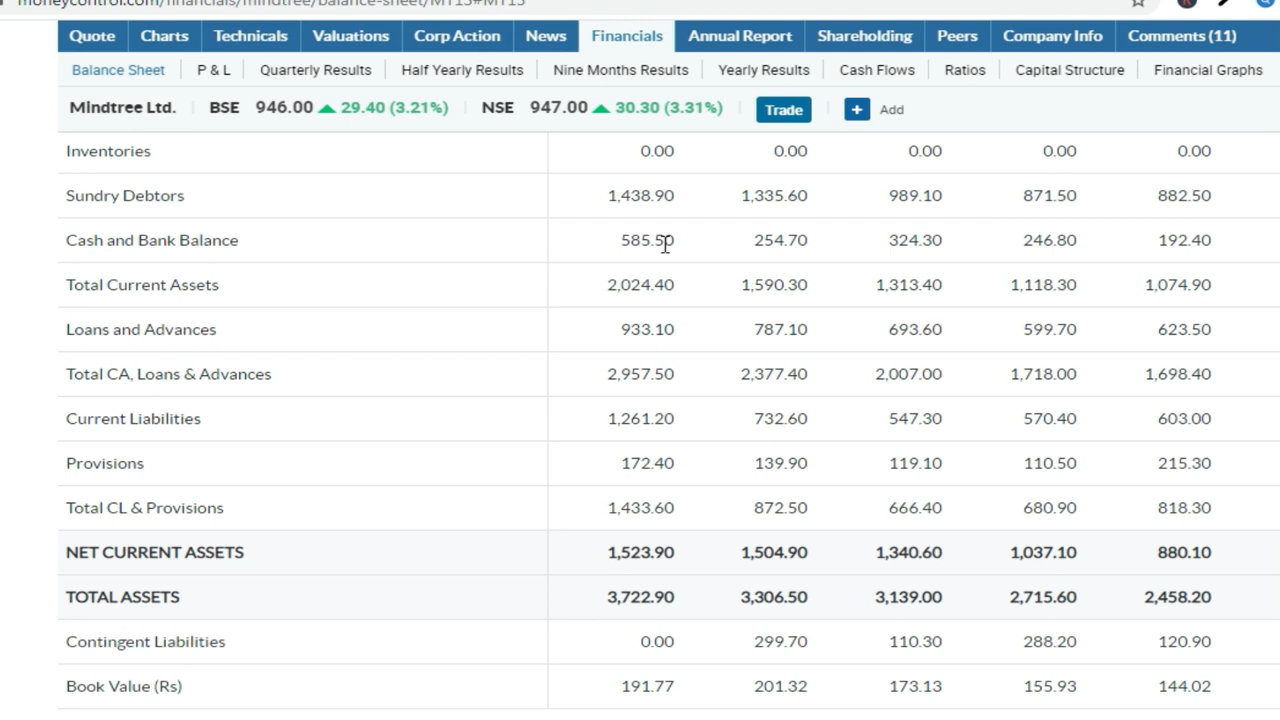 moneycontrol.com/financials/mindtree/balance-sheet/MT13#MT13
Quote Charts Technicals Valuations Corp Action News Financials Annual Report Shareholding Peers Company Info Comments (11)
Balance Sheet P & L Quarterly Results Half Yearly Results Nine Months Results Yearly Results Cash Flows Ratios Capital Structure Financial Graphs
Mindtree Ltd. BSE 946.00 29.40 (3.21%) NSE 947.00 30.30 (3.31%) Trade + Add
Inventories 0.00 0.00 0.00 0.00 0.00
Sundry Debtors 1,438.90 1,335.60 989.10 871.50 882.50
Cash and Bank Balance 585.50 254.70 324.30 246.80 192.40
Total Current Assets 2,024.40 1,590.30 1,313.40 1,118.30 1,074.90
Loans and Advances 933.10 787.10 693.60 599.70 623.50
Total CA, Loans & Advances 2,957.50 2,377.40 2,007.00 1,718.00 1,698.40
Current Liabilities 1,261.20 732.60 547.30 570.40 603.00
Provisions 172.40 139.90 119.10 110.50 215.30
Total CL & Provisions 1,433.60 872.50 666.40 680.90 818.30
NET CURRENT ASSETS 1,523.90 1,504.90 1,340.60 1,037.10 880.10
TOTAL ASSETS 3,722.90 3,306.50 3,139.00 2,715.60 2,458.20
Contingent Liabilities 0.00 299.70 110.30 288.20 120.90
Book Value (Rs) 191.77 201.32 173.13 155.93 144.02